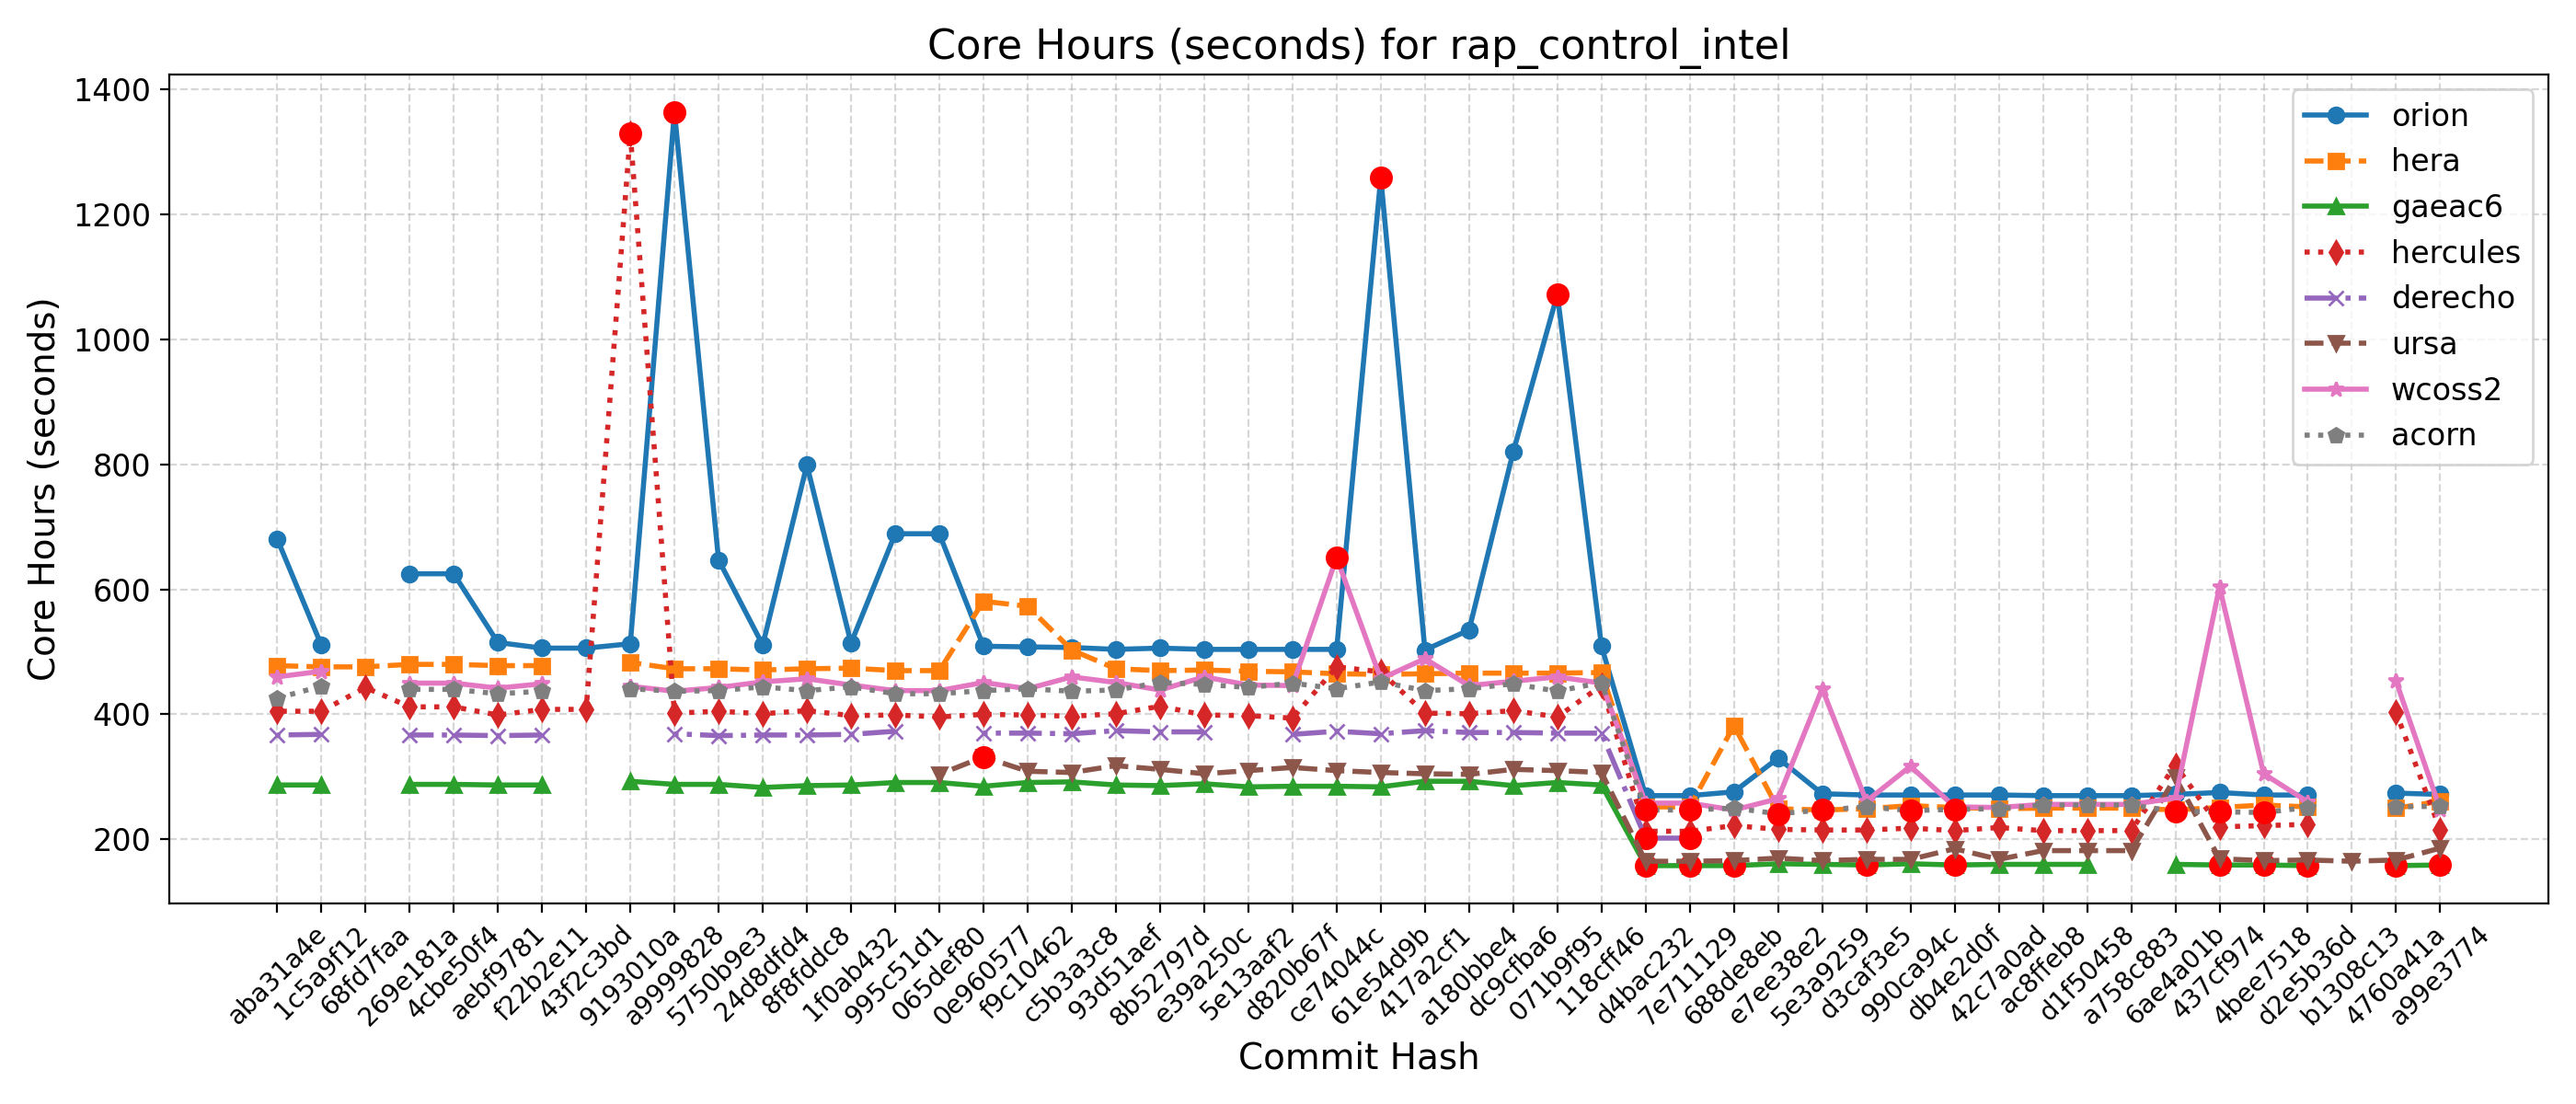 Core Hours (seconds) for rap_control_intel
Core Hours (seconds)
1400
1200
1000
800
600
400
200
orion
hera
gaeac6
hercules
derecho
ursa
wcoss2
acorn
aba31a4e
1c5a9f12
68fd7faa
269e181a
4cbe50f4
aebf9781
f22b2e11
43f2c3bd
9193010a
a9999828
5750b9e3
24d8dfd4
8f8fddc8
1f0ab432
995c51d1
065def80
0e960577
f9c10462
c5b3a3c8
93d51aef
8b52797d
e39a250c
5e13aaf2
d820b67f
ce74044c
61e54d9b
417a2cf1
a180bbe4
dc9cfba6
071b9f95
118cff46
d4bac232
7e711129
688de8eb
e7ee38e2
5e3a9259
d3caf3e5
990ca94c
db4e2d0f
42c7a0ad
ac8ffeb8
d1f50458
a758c883
6ae4a01b
437cf974
4bee7518
d2e5b36d
b1308c13
4760a41a
a99e3774
Commit Hash